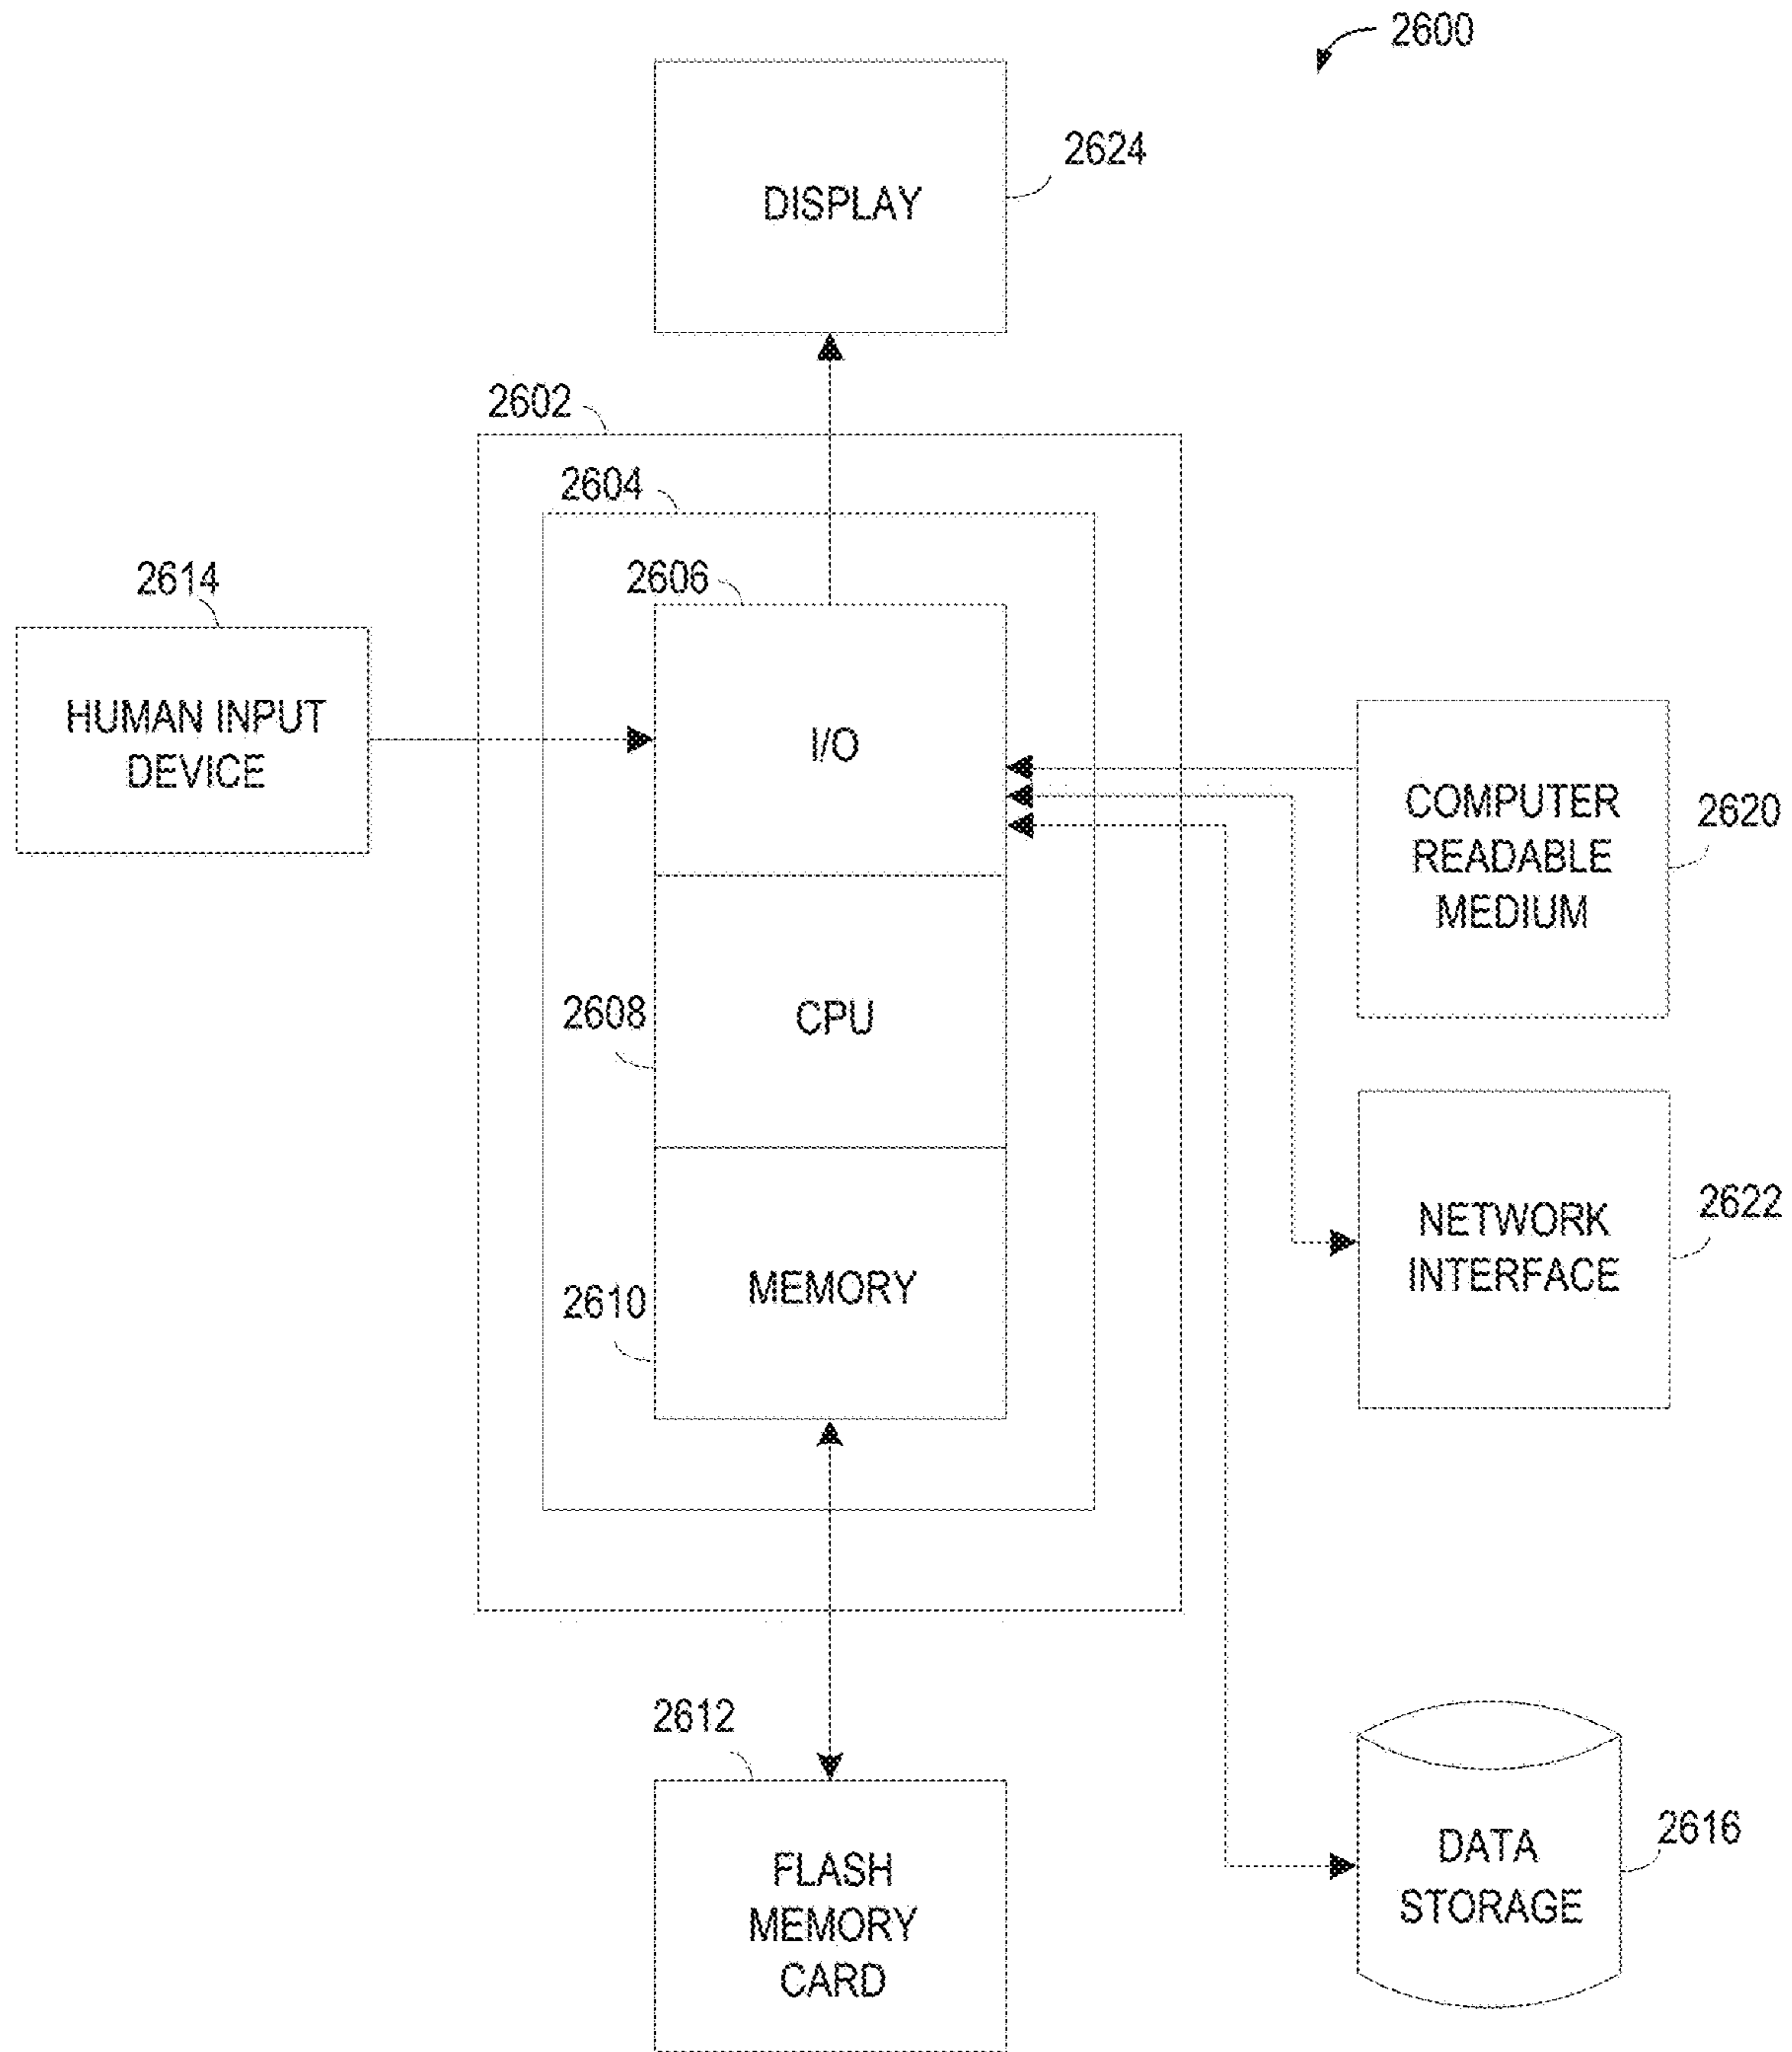 2600
2624
DISPLAY
2602
2604
2606
2614
HUMAN INPUT
DEVICE
I/O
COMPUTER
READABLE
MEDIUM
2620
2608
CPU
2622
NETWORK
INTERFACE
2610
MEMORY
2612
FLASH
MEMORY
CARD
2616
DATA
STORAGE